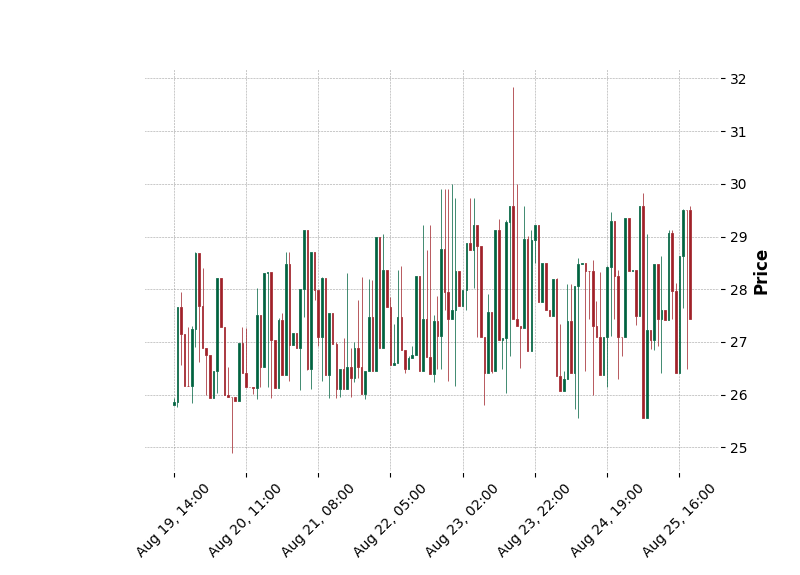 32
31
30
29
28
27
26
25
Price
Aug 19, 14:00
Aug 20, 11:00
Aug 21, 08:00
Aug 22, 05:00
Aug 23, 02:00
Aug 23, 22:00
Aug 24, 19:00
Aug 25, 16:00